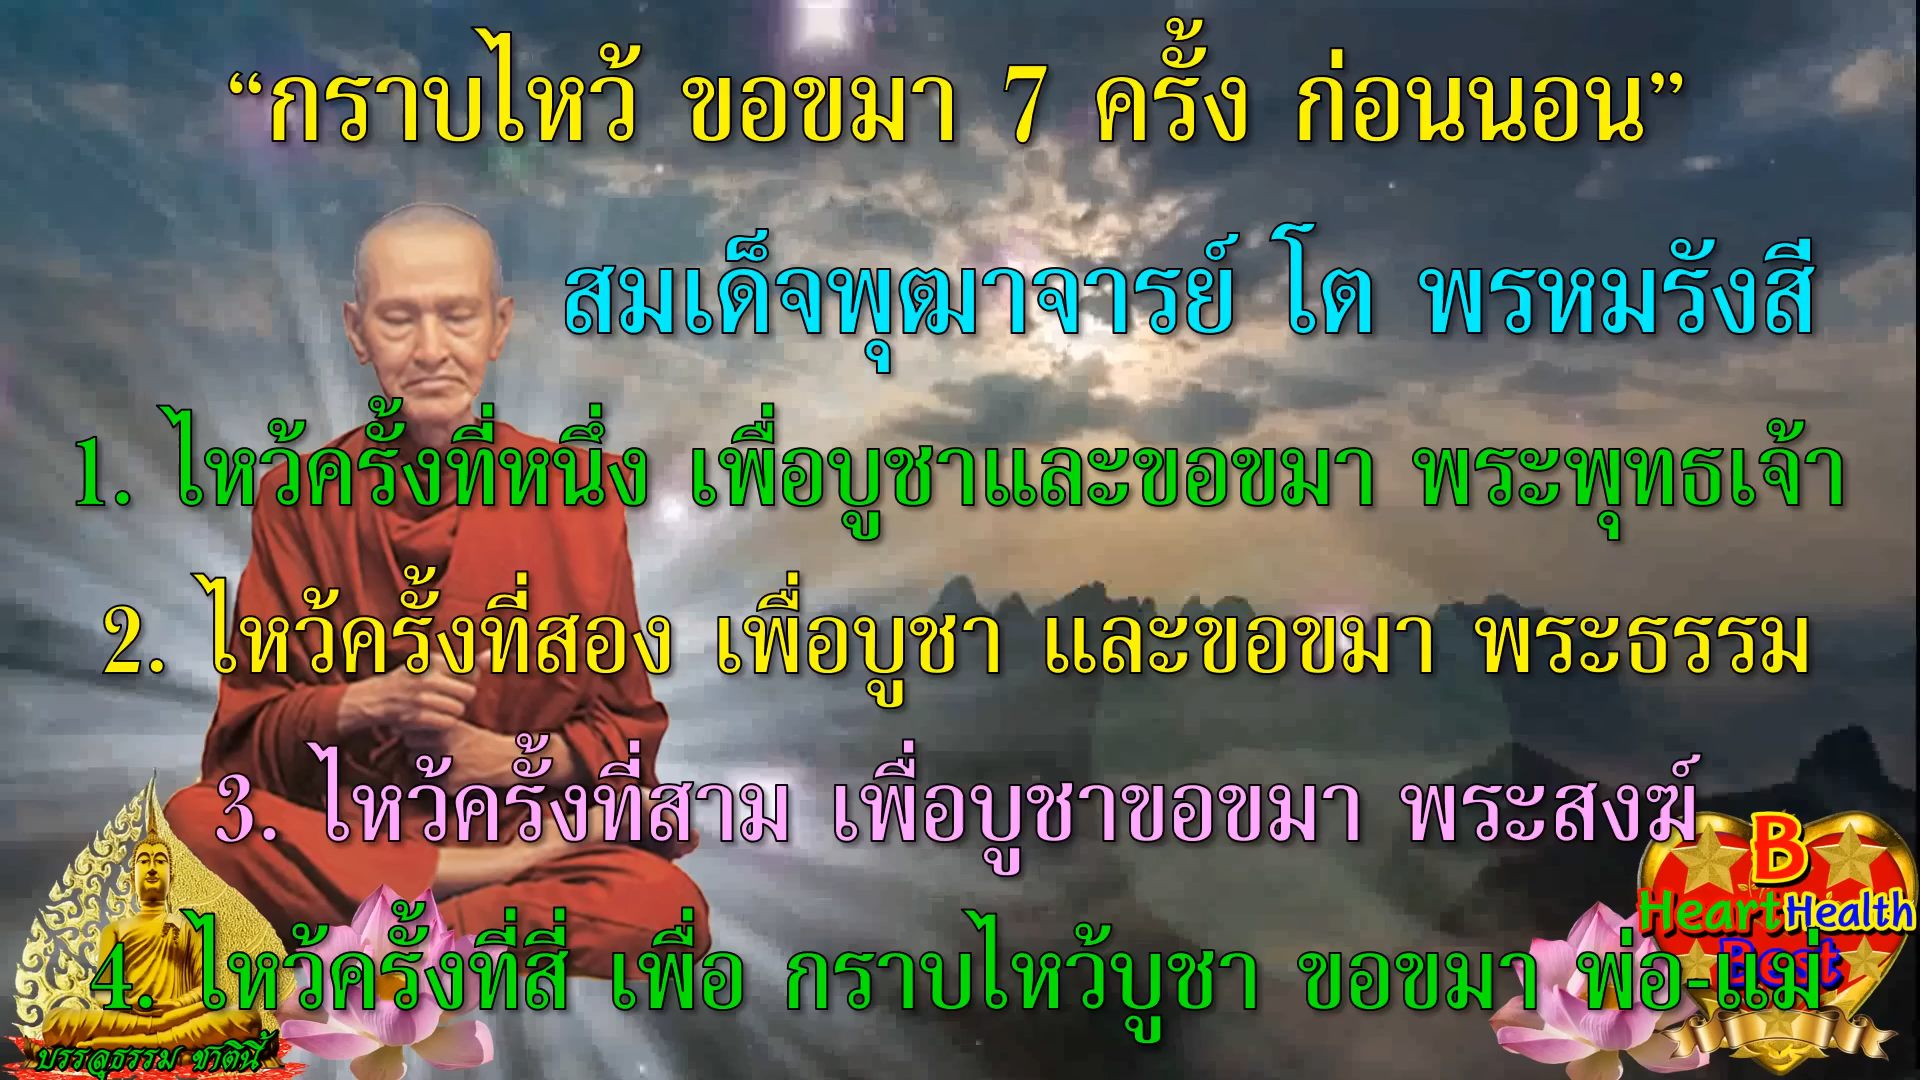 “กราบไหว้ ขอขมา 7 ครั้ง ก่อนนอน”
สมเด็จพุฒาจารย์ โต พรหมรังสี
1. ไหว้ครั้งที่หนึ่ง เพื่อบูชาและขอขมา พระพุทธเจ้า
2. ไหว้ครั้งที่สอง เพื่อบูชา และขอขมา พระธรรม
3. ไหว้ครั้งที่สาม เพื่อบูชาขอขมา พระสงฆ์
4. ไหว้ครั้งที่สี่ เพื่อ กราบไหว้บูชา ขอขมา พ่อ-แม่
บรรลุธรรม ชาตินี้
B
Heart Health
Best